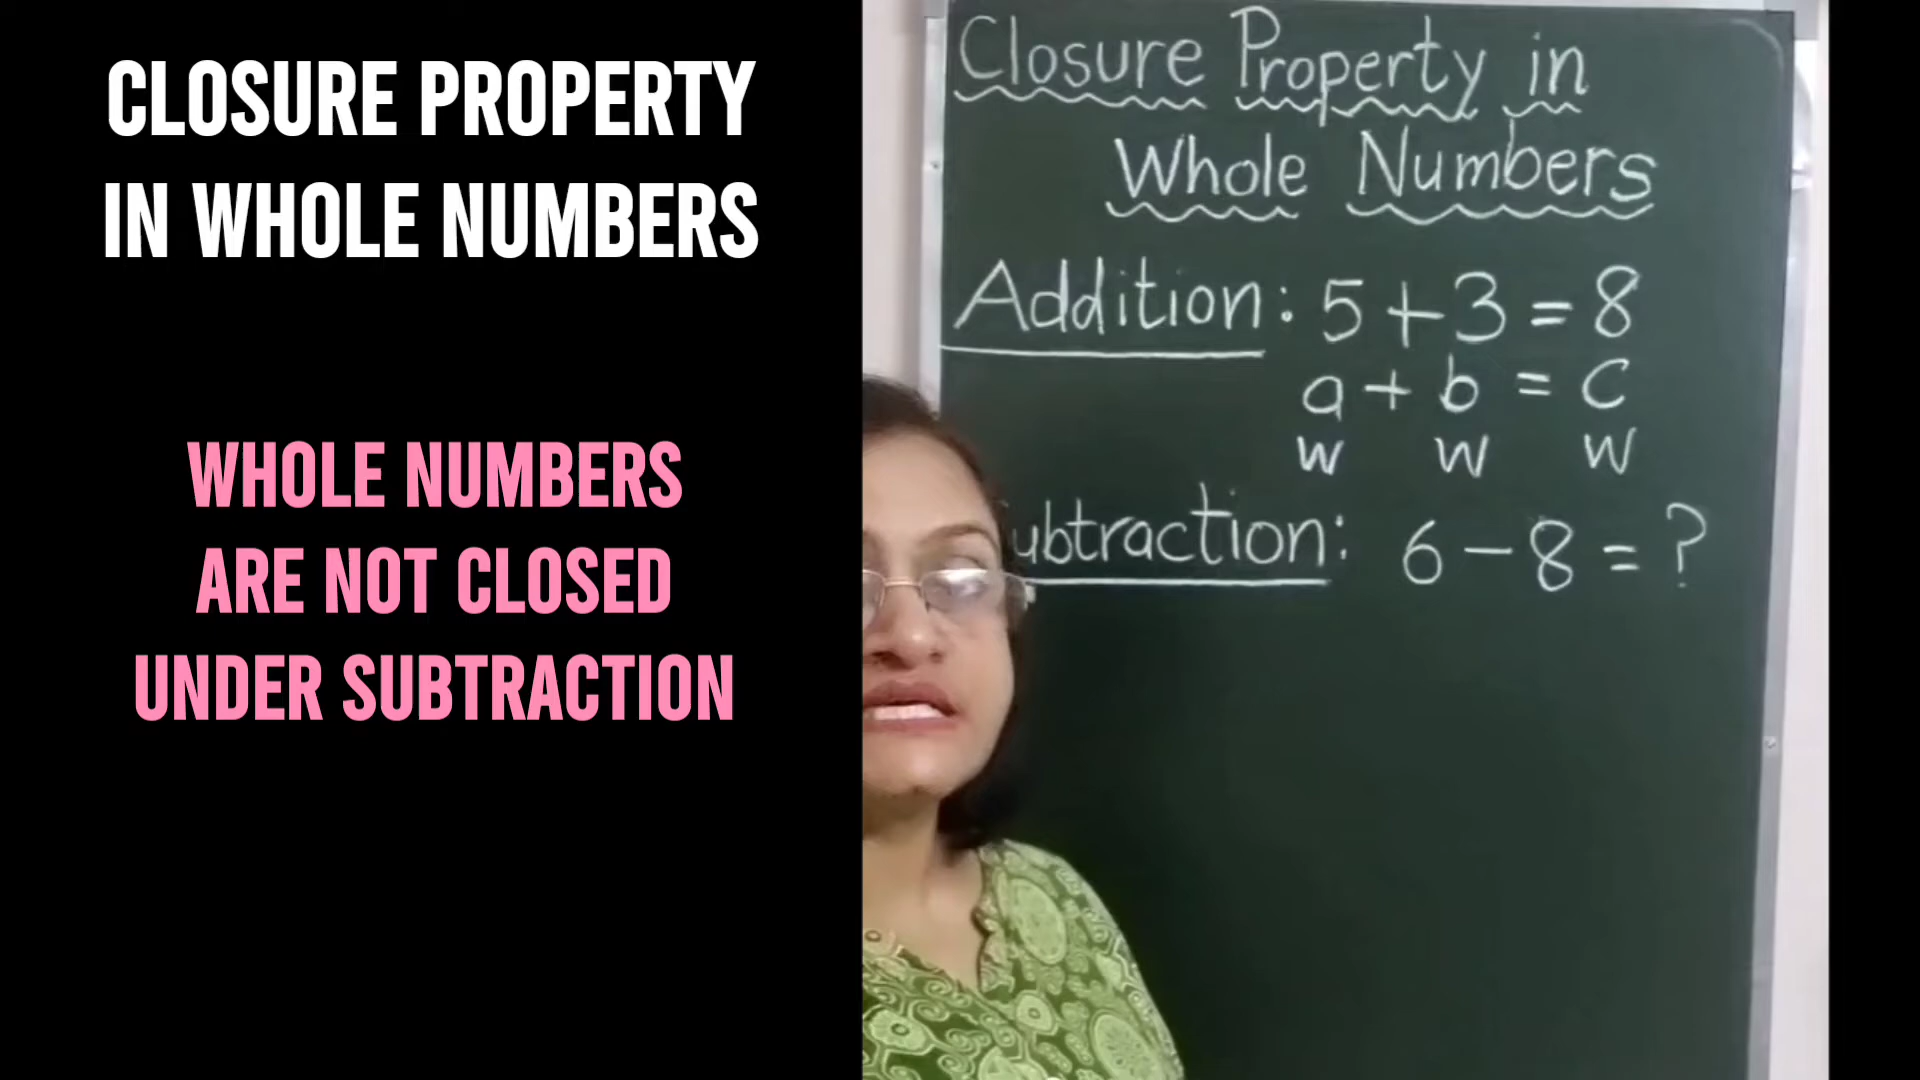 CLOSURE PROPERTY
IN WHOLE NUMBERS
WHOLE NUMBERS
ARE NOT CLOSED
UNDER SUBTRACTION
Closure Property in
Whole Numbers
Addition: 5 + 3 = 8
a + b = c
W W W
ubtraction: 6 - 8 = ?